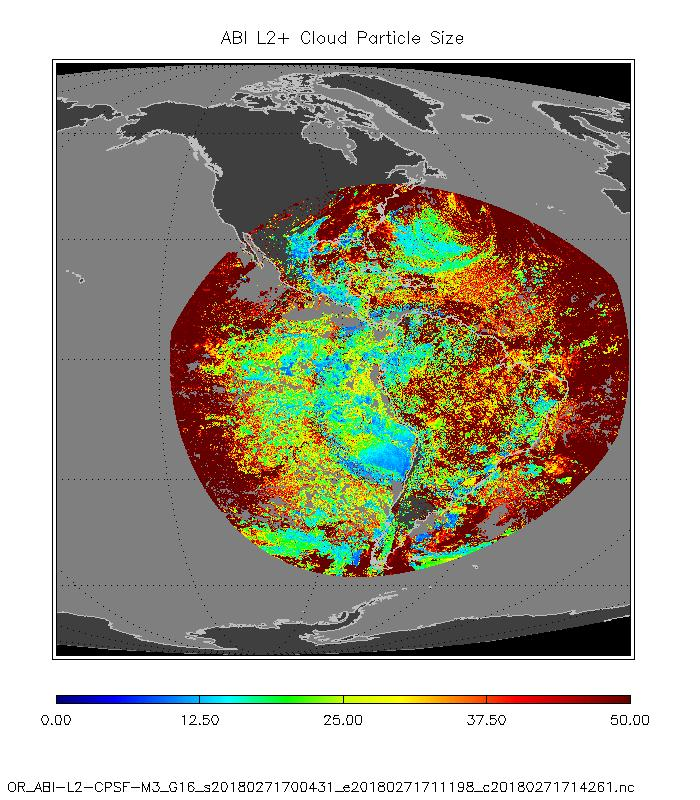 ABI L2+ Cloud Particle Size
0.00 12.50 25.00 37.50 50.00
OR_ABI-L2-CPSF-M3_G16_s20180271700431_e20180271711198_c20180271714261.nc